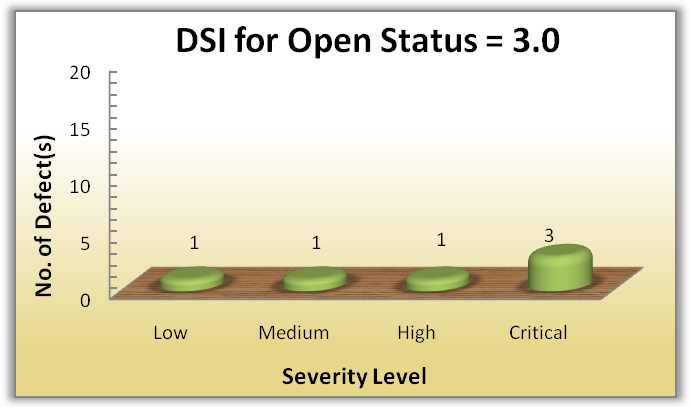 DSI for Open Status = 3.0
20
15
10
5
0
No. of Defect(s)
1 1 1 3
Low Medium High Critical
Severity Level